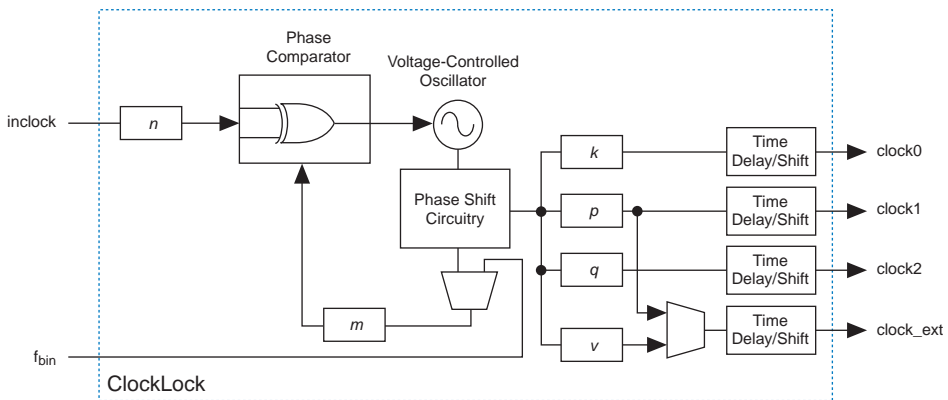 Phase
Comparator
Voltage-Controlled
Oscillator
inclock
n
k
Time
Delay/Shift
clock0
Phase Shift
Circuitry
p
Time
Delay/Shift
clock1
q
Time
Delay/Shift
clock2
m
v
Time
Delay/Shift
clock_ext
fbin
ClockLock